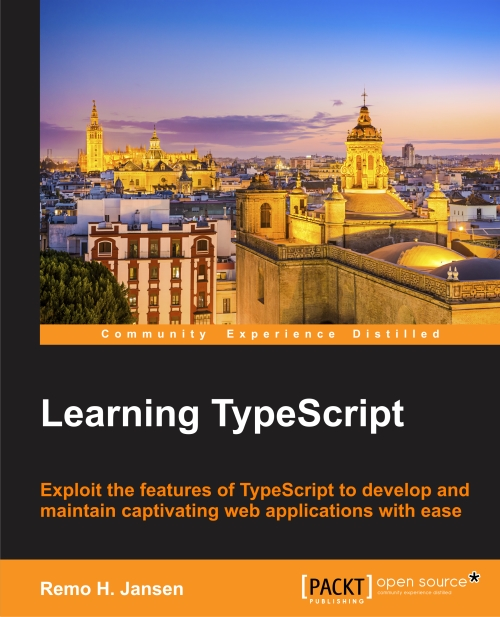 Community Experience Distilled
Learning TypeScript
Exploit the features of TypeScript to develop and
maintain captivating web applications with ease
Remo H. Jansen
[PACKT]
PUBLISHING
open source*
community experience distilled